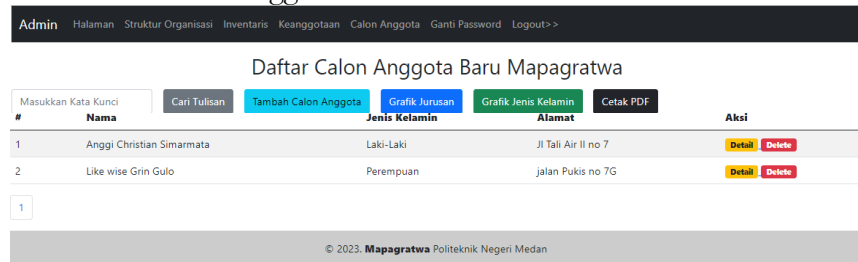 Admin Halaman Struktur Organisasi Inventaris Keanggotaan Calon Anggota Ganti Password Logout>>
Daftar Calon Anggota Baru Mapagratwa
Masukkan Kata Kunci Cari Tulisan Tambah Calon Anggota Grafik Jurusan Grafik Jenis Kelamin Cetak PDF
# Nama Jenis Kelamin Alamat Aksi
1 Anggi Christian Simarmata Laki-Laki Jl Tali Air II no 7 Detail Delete
2 Like wise Grin Gulo Perempuan jalan Pukis no 7G Detail Delete
1
© 2023. Mapagratwa Politeknik Negeri Medan